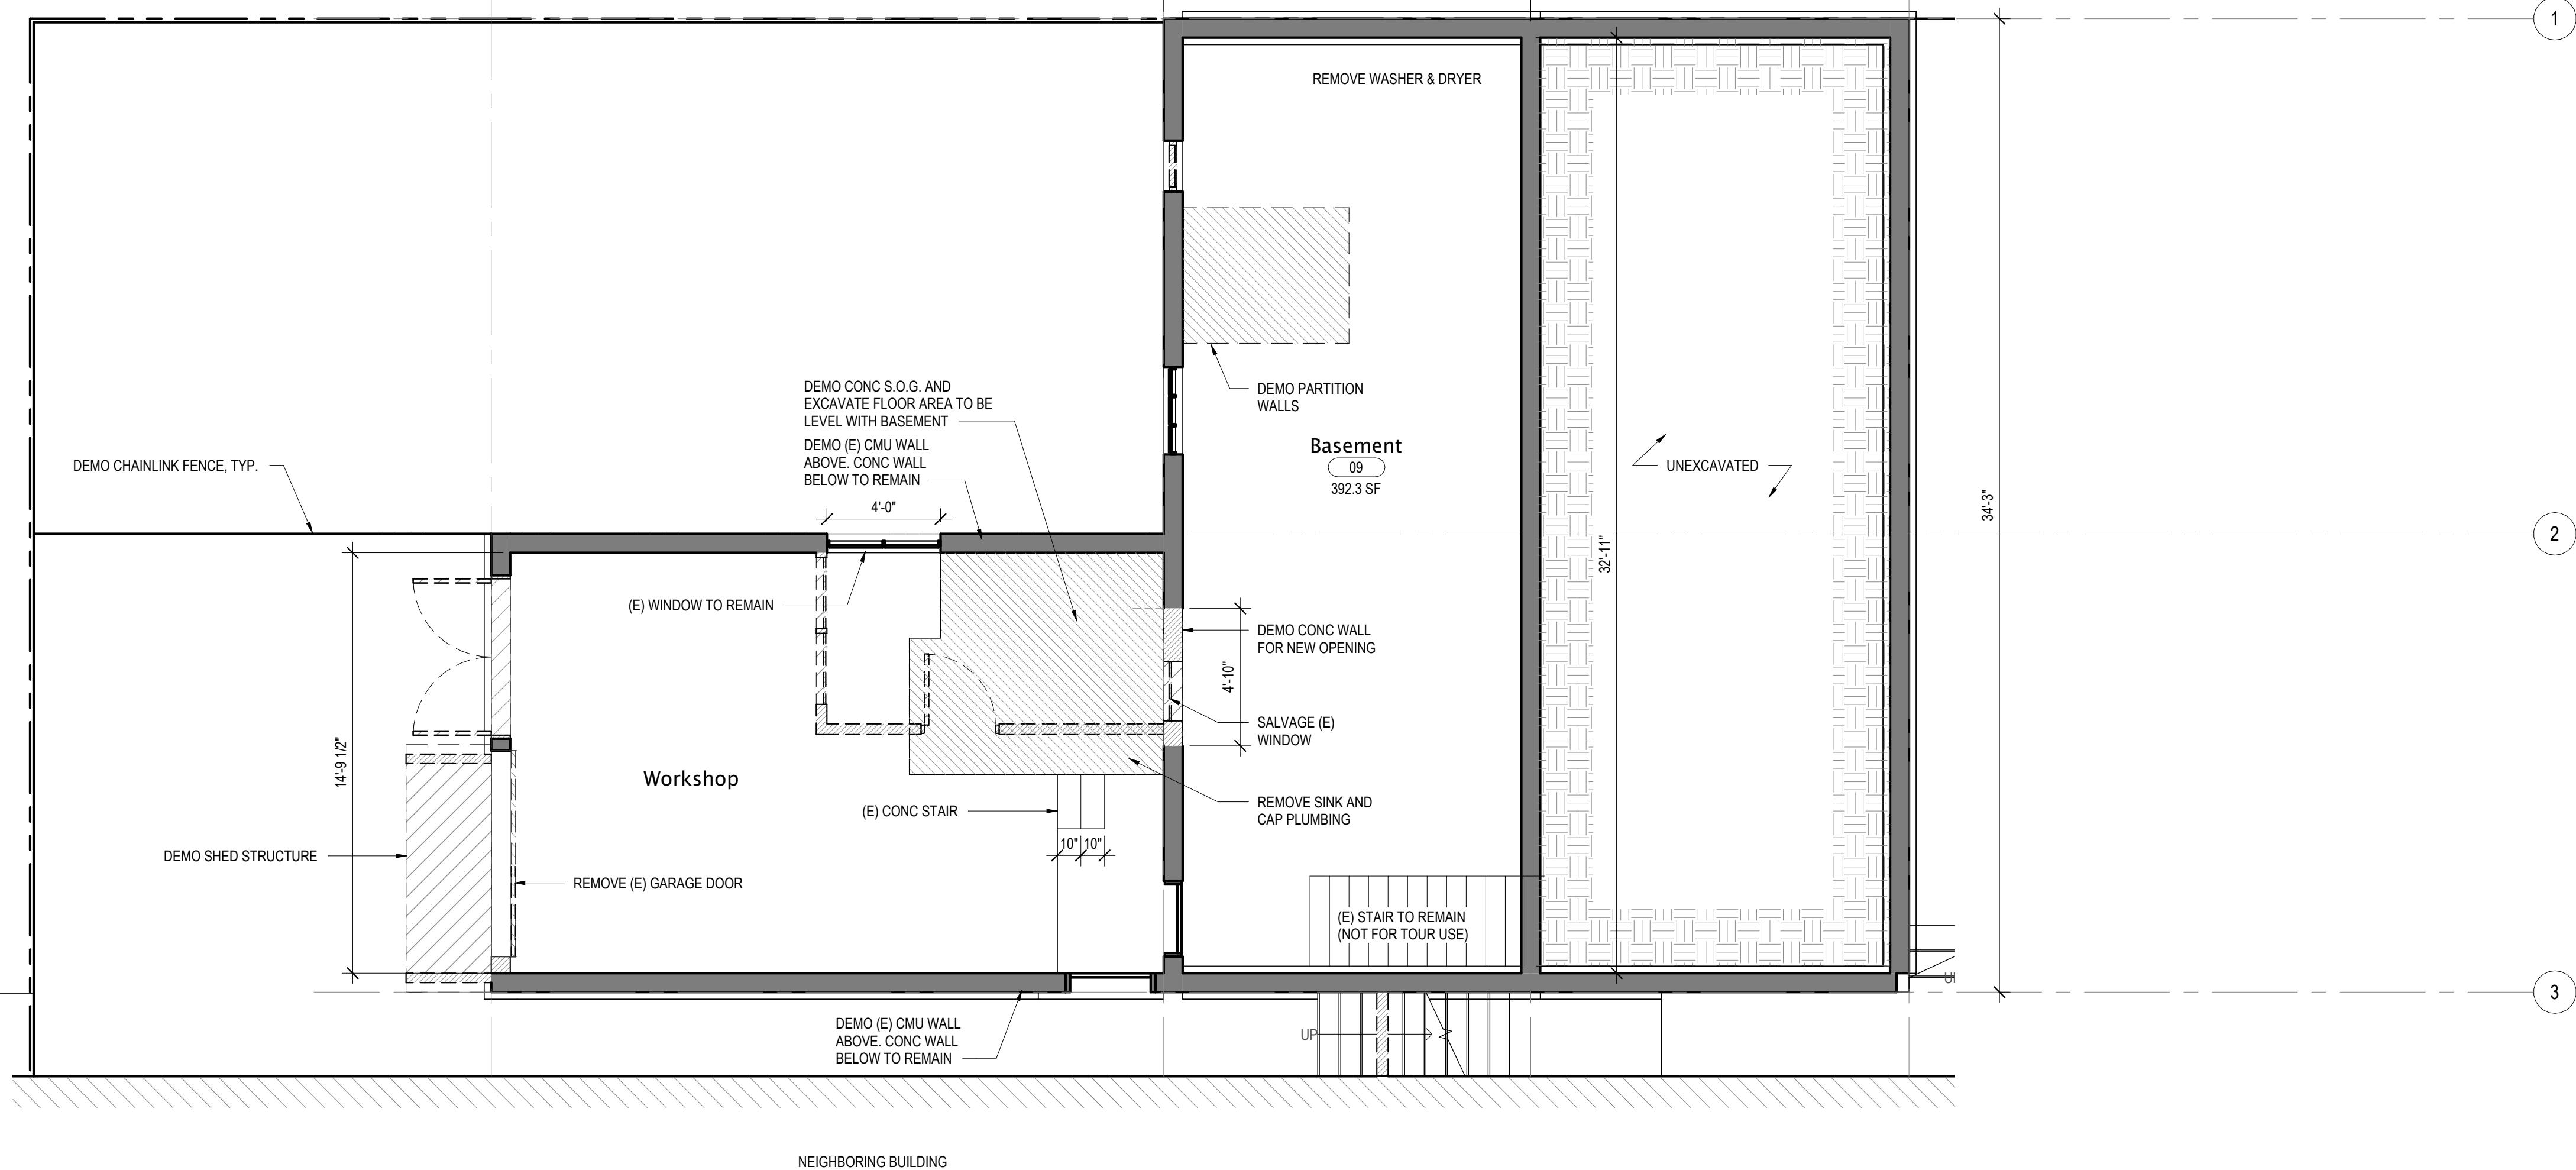 1
REMOVE WASHER & DRYER
DEMO CONC S.O.G. AND
EXCAVATE FLOOR AREA TO BE
LEVEL WITH BASEMENT
DEMO (E) CMU WALL
ABOVE. CONC WALL
BELOW TO REMAIN
DEMO PARTITION
WALLS
Basement
09
392.3 SF
DEMO CHAINLINK FENCE, TYP.
UNEXCAVATED
4'-0"
34'-3"
2
32'-11"
(E) WINDOW TO REMAIN
DEMO CONC WALL
FOR NEW OPENING
4'-10"
SALVAGE (E)
WINDOW
14'-9 1/2"
Workshop
(E) CONC STAIR
REMOVE SINK AND
CAP PLUMBING
10" 10"
DEMO SHED STRUCTURE
REMOVE (E) GARAGE DOOR
(E) STAIR TO REMAIN
(NOT FOR TOUR USE)
3
DEMO (E) CMU WALL
ABOVE. CONC WALL
BELOW TO REMAIN
UP
NEIGHBORING BUILDING